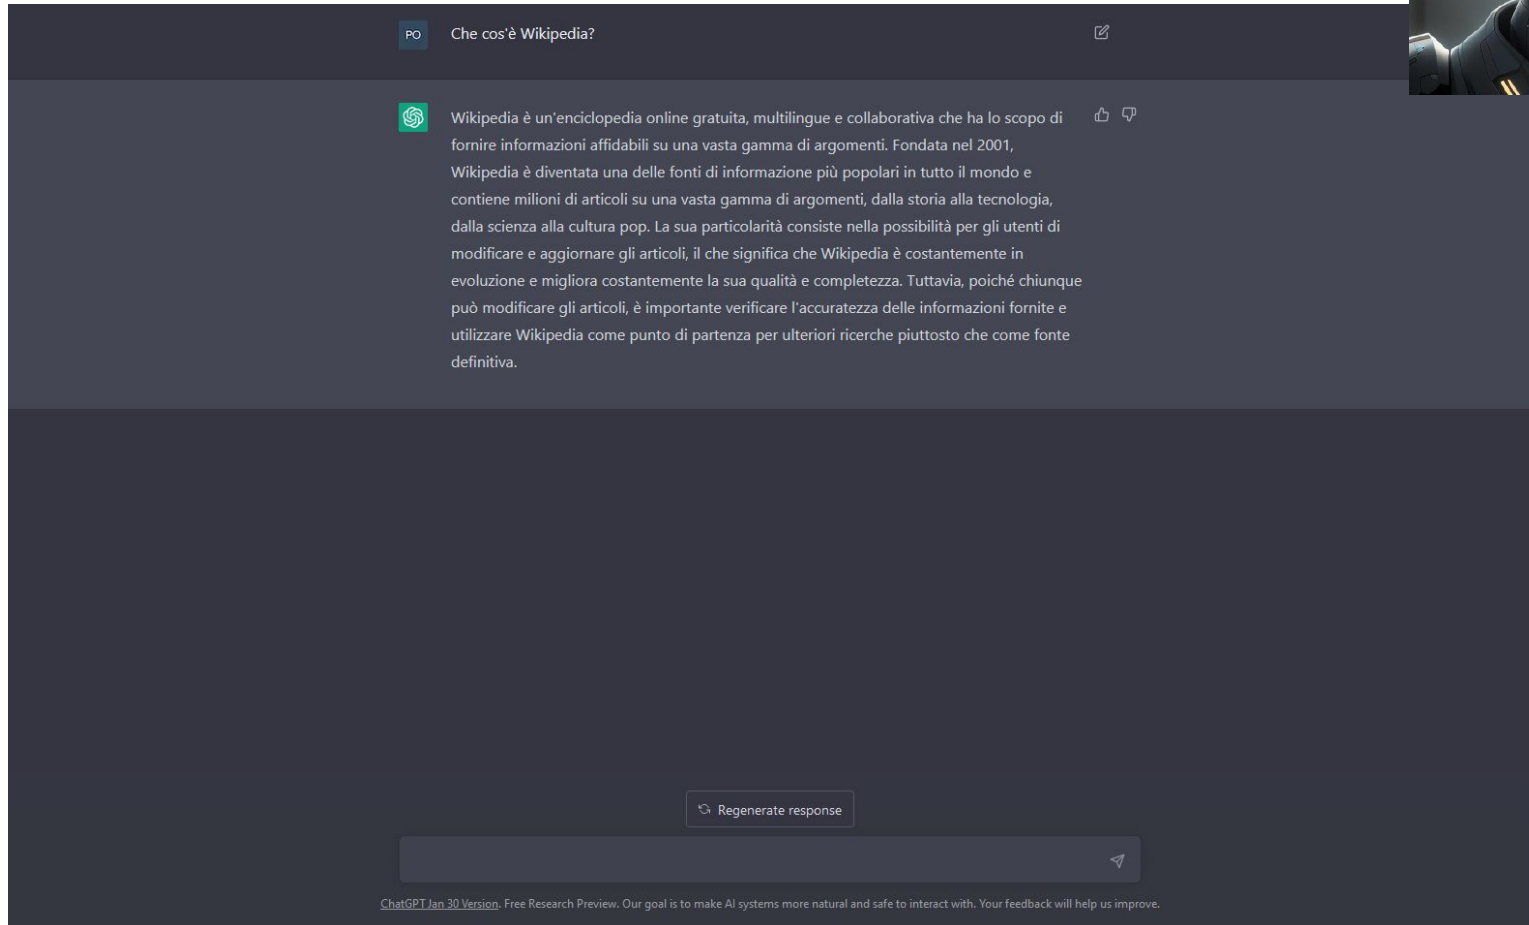 PO Che cos'è Wikipedia?
Wikipedia è un'enciclopedia online gratuita, multilingue e collaborativa che ha lo scopo di
fornire informazioni affidabili su una vasta gamma di argomenti. Fondata nel 2001,
Wikipedia è diventata una delle fonti di informazione più popolari in tutto il mondo e
contiene milioni di articoli su una vasta gamma di argomenti, dalla storia alla tecnologia,
dalla scienza alla cultura pop. La sua particolarità consiste nella possibilità per gli utenti di
modificare e aggiornare gli articoli, il che significa che Wikipedia è costantemente in
evoluzione e migliora costantemente la sua qualità e completezza. Tuttavia, poiché chiunque
può modificare gli articoli, è importante verificare l'accuratezza delle informazioni fornite e
utilizzare Wikipedia come punto di partenza per ulteriori ricerche piuttosto che come fonte
definitiva.
Regenerate response
ChatGPT Jan 30 Version. Free Research Preview. Our goal is to make AI systems more natural and safe to interact with. Your feedback will help us improve.